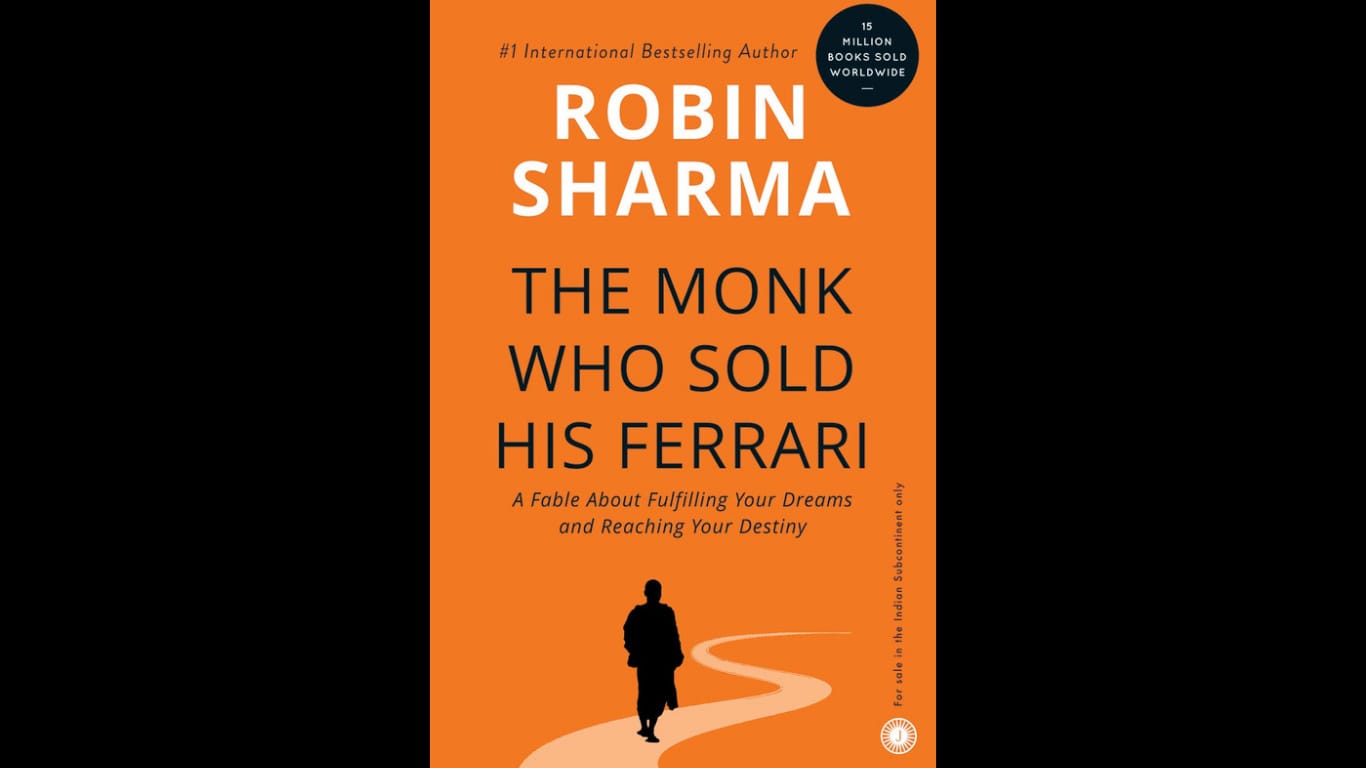 #1 International Bestselling Author
15
MILLION
BOOKS SOLD
WORLDWIDE
ROBIN
SHARMA
THE MONK
WHO SOLD
HIS FERRARI
A Fable About Fulfilling Your Dreams
and Reaching Your Destiny
For sale in the Indian Subcontinent only
J